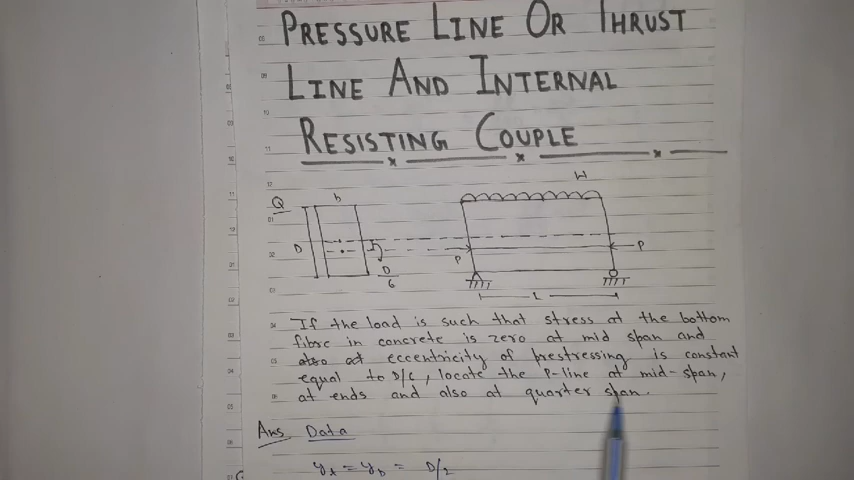 PRESSURE LINE OR THRUST
LINE AND INTERNAL
RESISTING COUPLE
Q
b
W
D
P
P
D/6
L
If the load is such that stress at the bottom
fibre in concrete is zero at mid span and
also at eccentricity of prestressing is constant
equal to D/6, locate the P-line at mid-span,
at ends and also at quarter span.
Ans Data
yt = yb = D/2